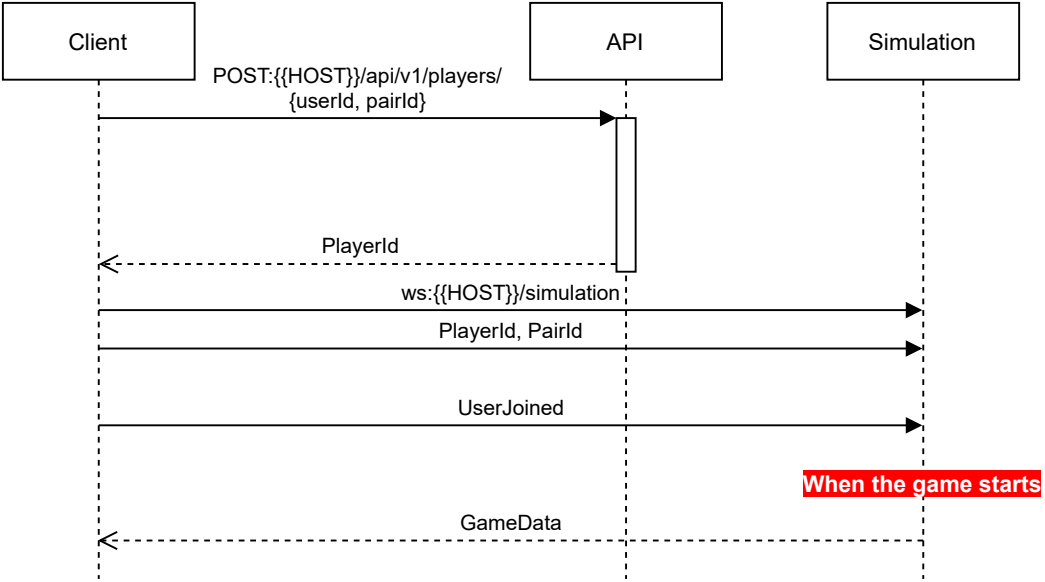 Client
API
Simulation
POST:{{HOST}}/api/v1/players/
{userId, pairId}
PlayerId
ws:{{HOST}}/simulation
PlayerId, PairId
UserJoined
When the game starts
GameData